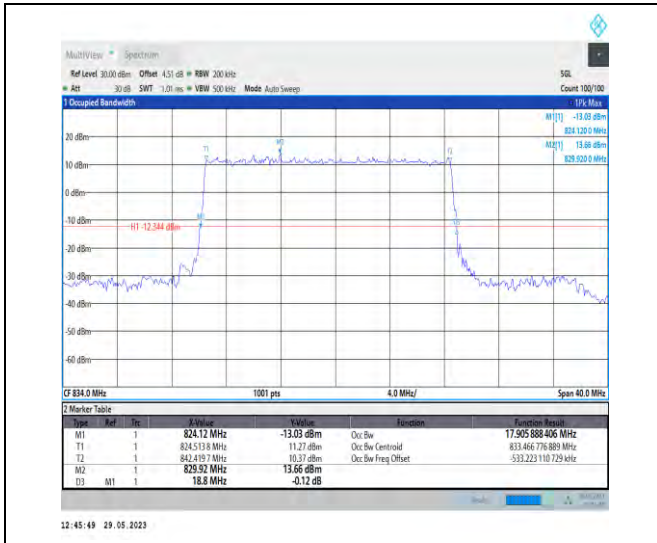 MultiView Spectrum
Ref Level 30.00 dBm Offset 4.51 dB RBW 200 kHz SGL
Att 30 dB SWT 1.01 ms VBW 500 kHz Mode Auto Sweep Count 100/100
1 Occupied Bandwidth 1Pk Max
M1[1] -13.03 dBm
824.1200 MHz
M2[1] 13.66 dBm
829.9200 MHz
20 dBm
T1 M2 T2
10 dBm
0 dBm
-10 dBm
M1
H1 -12.344 dBm
-20 dBm
-30 dBm
-40 dBm
-50 dBm
-60 dBm
CF 834.0 MHz 1001 pts 4.0 MHz/ Span 40.0 MHz
2 Marker Table
Type Ref Trc X-Value Y-Value Function Function Result
M1 1 824.12 MHz -13.03 dBm Occ Bw 17.905 888 406 MHz
T1 1 824.5138 MHz 11.27 dBm Occ Bw Centroid 833.466 776 889 MHz
T2 1 842.4197 MHz 10.37 dBm Occ Bw Freq Offset -533.223 110 729 kHz
M2 1 829.92 MHz 13.66 dBm
D3 M1 1 18.8 MHz -0.12 dB
12:45:49 29.05.2023